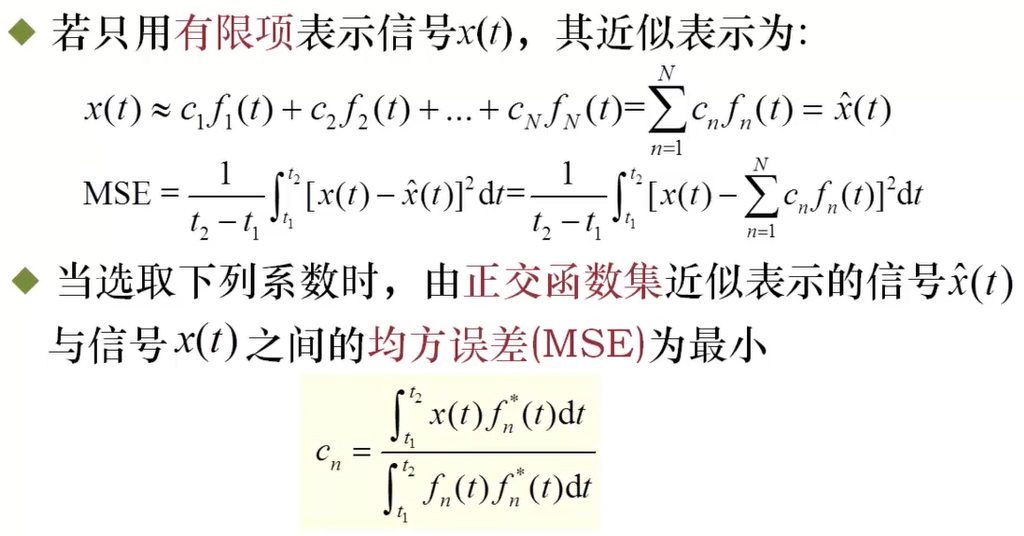 ◆ 若只用有限项表示信号x(t)，其近似表示为:
x(t) ≈ c₁f₁(t) + c₂f₂(t) + ... + c_N f_N(t)= ∑_{n=1}^{N} c_n f_n(t) = x̂(t)
MSE = \frac{1}{t₂ − t₁} ∫_{t₁}^{t₂} [x(t) − x̂(t)]² dt= \frac{1}{t₂ − t₁} ∫_{t₁}^{t₂} [x(t) − ∑_{n=1}^{N} c_n f_n(t)]² dt
◆ 当选取下列系数时，由正交函数集近似表示的信号x̂(t)
与信号x(t)之间的均方误差(MSE)为最小
c_n = \frac{∫_{t₁}^{t₂} x(t) f_n^*(t)dt}{∫_{t₁}^{t₂} f_n(t) f_n^*(t)dt}